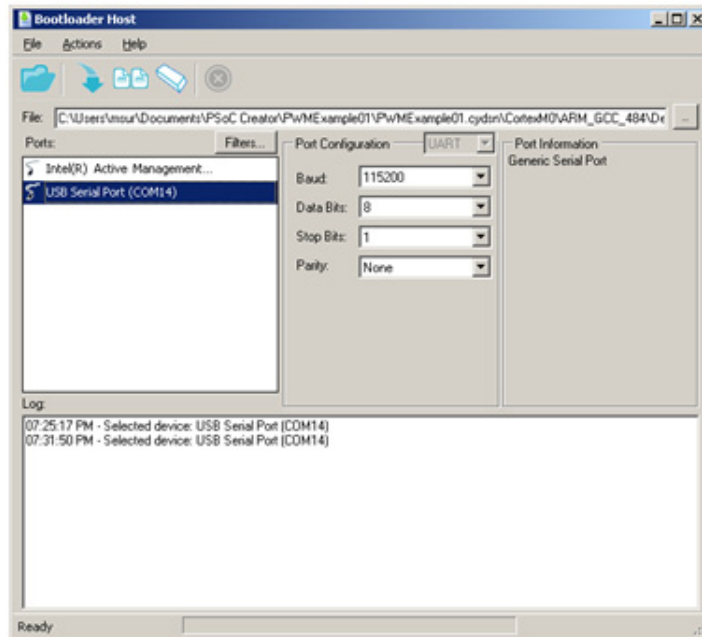 Bootloader Host
File Actions Help
File: C:\Users\msur\Documents\PSoC Creator\PWMExample01\PWMExample01.cydsn\CortexM0\ARM_GCC_484\De ...
Ports: Filters...
Intel(R) Active Management...
USB Serial Port (COM14)
Port Configuration UART
Baud: 115200
Data Bits: 8
Stop Bits: 1
Parity: None
Port Information
Generic Serial Port
Log:
07:25:17 PM - Selected device: USB Serial Port (COM14)
07:31:50 PM - Selected device: USB Serial Port (COM14)
Ready